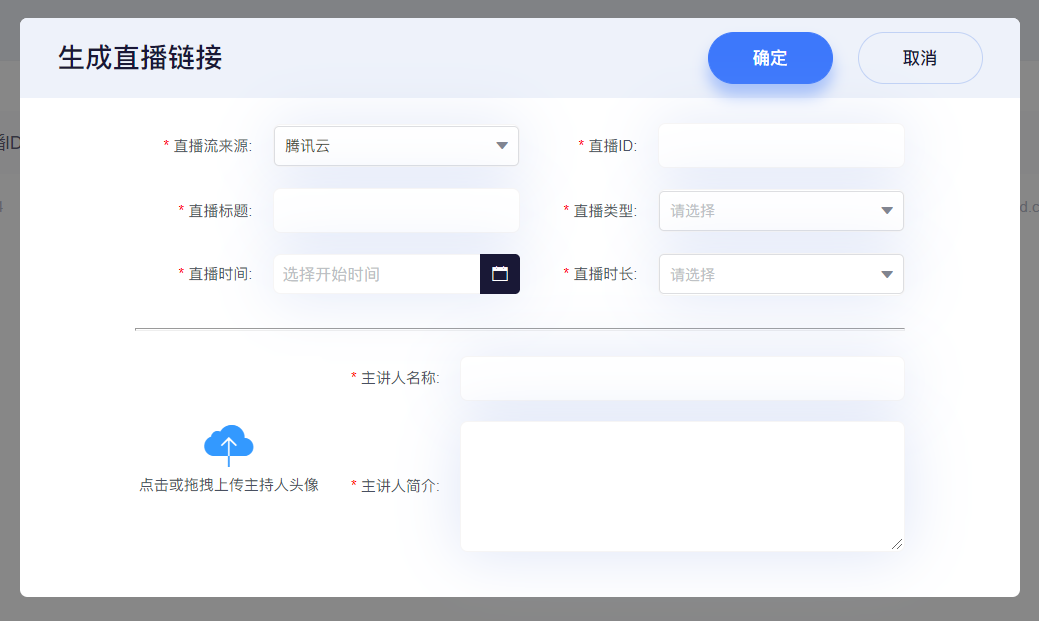 生成直播链接
确定
取消
* 直播流来源: 腾讯云
* 直播ID:
* 直播标题:
* 直播类型: 请选择
* 直播时间: 选择开始时间
* 直播时长: 请选择
* 主讲人名称:
点击或拖拽上传主持人头像
* 主讲人简介:
播ID
d.c